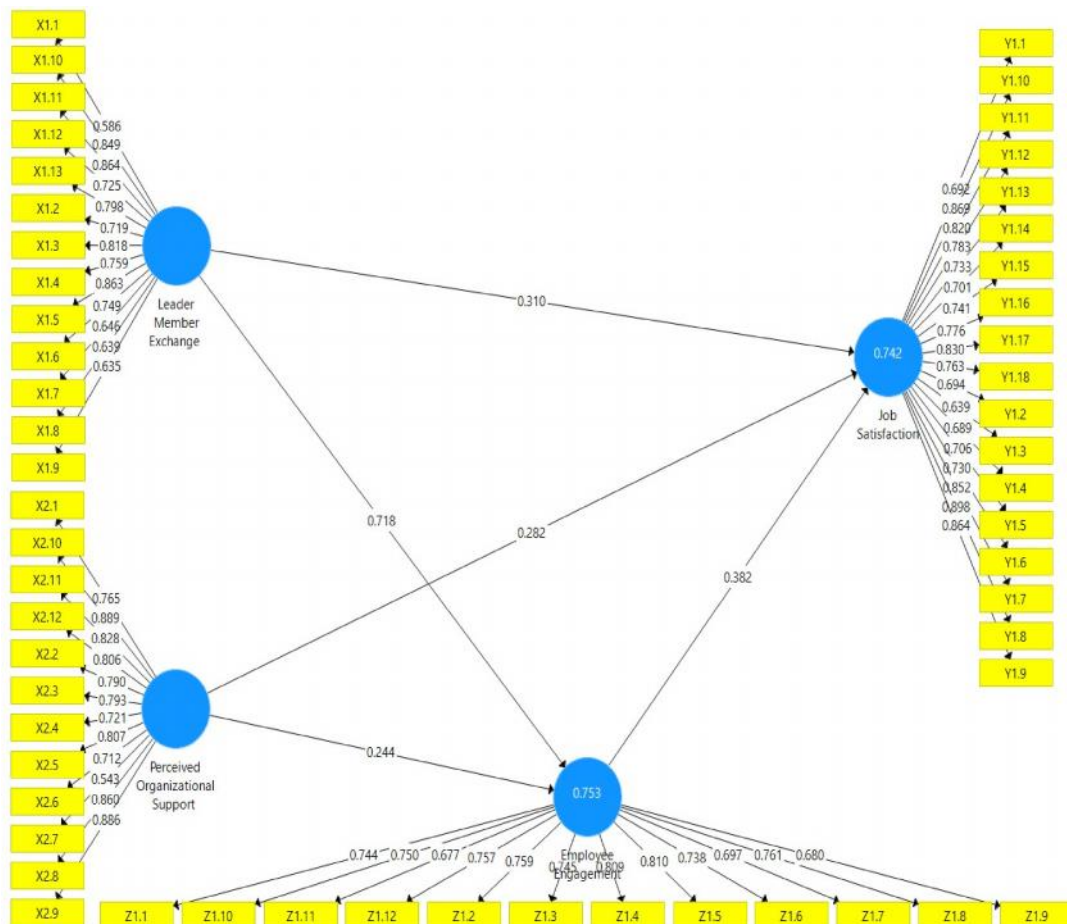 X1.1
X1.10
X1.11
X1.12
X1.13
X1.2
X1.3
X1.4
X1.5
X1.6
X1.7
X1.8
X1.9
0.586
0.849
0.864
0.725
0.798
0.719
0.818
0.759
0.863
0.749
0.646
0.639
0.635
Leader
Member
Exchange
X2.1
X2.10
X2.11
X2.12
X2.2
X2.3
X2.4
X2.5
X2.6
X2.7
X2.8
X2.9
0.765
0.889
0.828
0.806
0.790
0.793
0.721
0.807
0.712
0.543
0.860
0.886
Perceived
Organizational
Support
0.310
0.718
0.282
0.244
0.382
0.742
Job
Satisfaction
0.692
0.869
0.820
0.783
0.733
0.701
0.741
0.776
0.830
0.763
0.694
0.639
0.689
0.706
0.730
0.852
0.898
0.864
Y1.1
Y1.10
Y1.11
Y1.12
Y1.13
Y1.14
Y1.15
Y1.16
Y1.17
Y1.18
Y1.2
Y1.3
Y1.4
Y1.5
Y1.6
Y1.7
Y1.8
Y1.9
0.753
Employee
Engagement
0.744 0.750 0.677 0.757 0.759 0.745 0.809 0.810 0.738 0.697 0.761 0.680
Z1.1 Z1.10 Z1.11 Z1.12 Z1.2 Z1.3 Z1.4 Z1.5 Z1.6 Z1.7 Z1.8 Z1.9